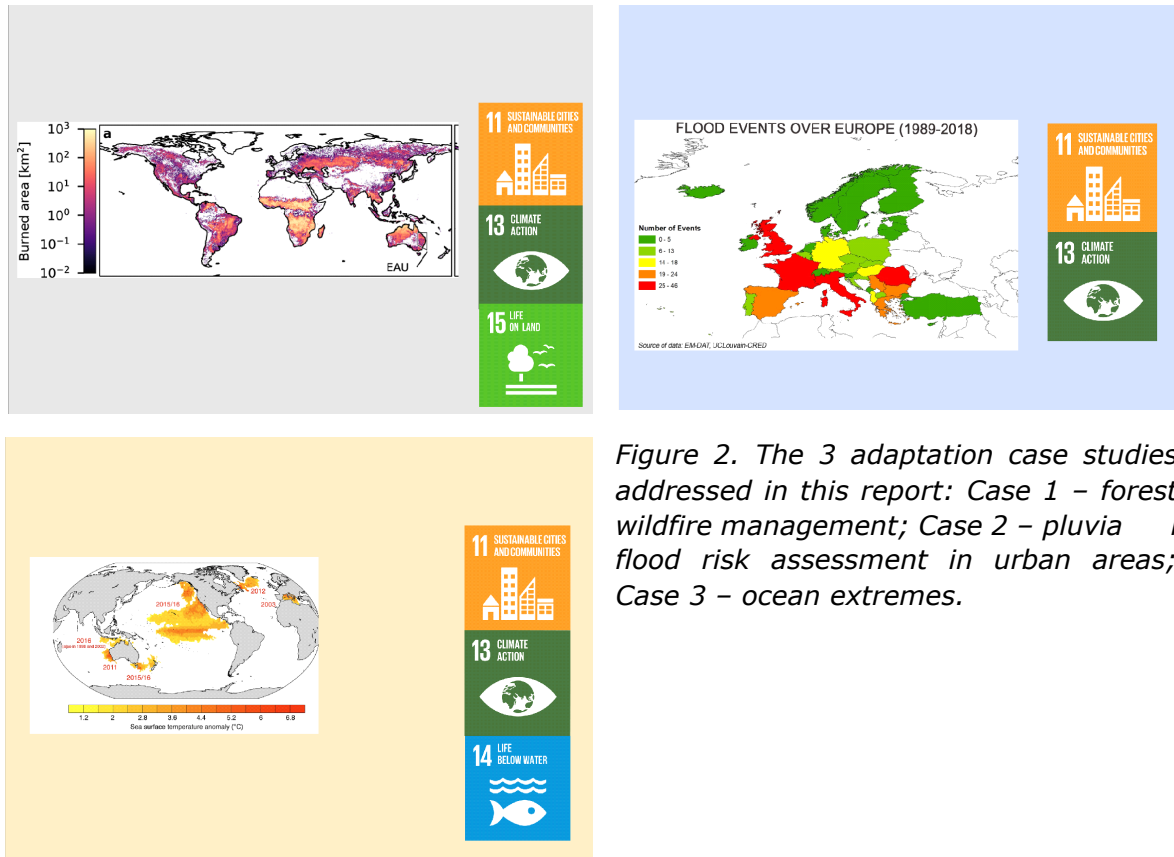 10³
10²
10¹
10⁰
10⁻¹
10⁻²
Burned area [km²]
a
EAU
11 SUSTAINABLE CITIES
AND COMMUNITIES
13 CLIMATE
ACTION
15 LIFE
ON LAND
FLOOD EVENTS OVER EUROPE (1989-2018)
Number of Events
0 - 5
6 - 13
14 - 18
19 - 24
25 - 46
Source of data: EM-DAT, UCLouvain-CRED
11 SUSTAINABLE CITIES
AND COMMUNITIES
13 CLIMATE
ACTION
2012
2003
2015/16
2016
2011
2015/16
1.2 2 2.8 3.6 4.4 5.2 6 6.8
Sea surface temperature anomaly (°C)
11 SUSTAINABLE CITIES
AND COMMUNITIES
13 CLIMATE
ACTION
14 LIFE
BELOW WATER
Figure 2. The 3 adaptation case studies
addressed in this report: Case 1 – forest
wildfire management; Case 2 – pluvia
flood risk assessment in urban areas;
Case 3 – ocean extremes.